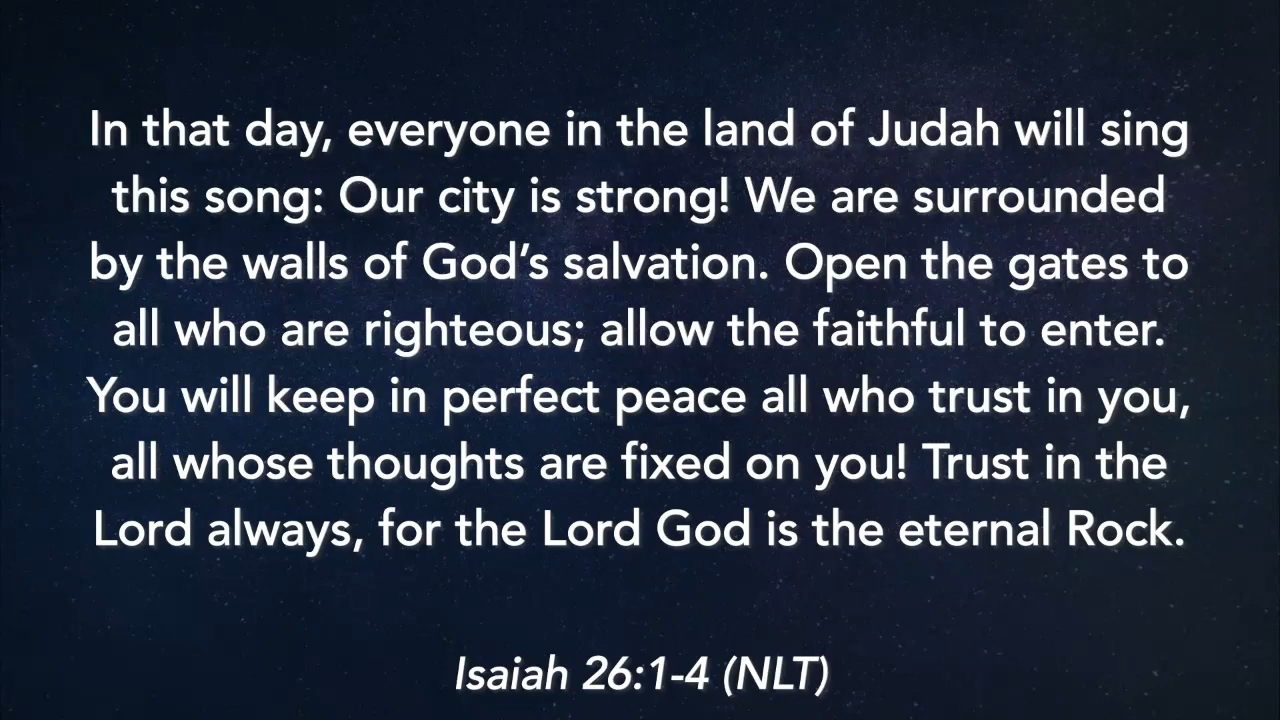 In that day, everyone in the land of Judah will sing
this song: Our city is strong! We are surrounded
by the walls of God’s salvation. Open the gates to
all who are righteous; allow the faithful to enter.
You will keep in perfect peace all who trust in you,
all whose thoughts are fixed on you! Trust in the
Lord always, for the Lord God is the eternal Rock.
Isaiah 26:1-4 (NLT)